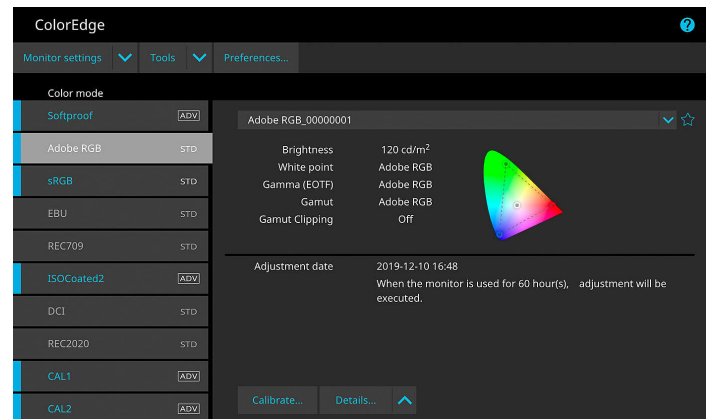 ColorEdge
?
Monitor settings Tools Preferences...
Color mode
Softproof ADV
Adobe RGB STD
sRGB STD
EBU STD
REC709 STD
ISOCoated2 ADV
DCI STD
REC2020 STD
CAL1 ADV
CAL2 ADV
Adobe RGB_00000001
Brightness 120 cd/m²
White point Adobe RGB
Gamma (EOTF) Adobe RGB
Gamut Adobe RGB
Gamut Clipping Off
Adjustment date 2019-12-10 16:48
When the monitor is used for 60 hour(s), adjustment will be
executed.
Calibrate... Details...